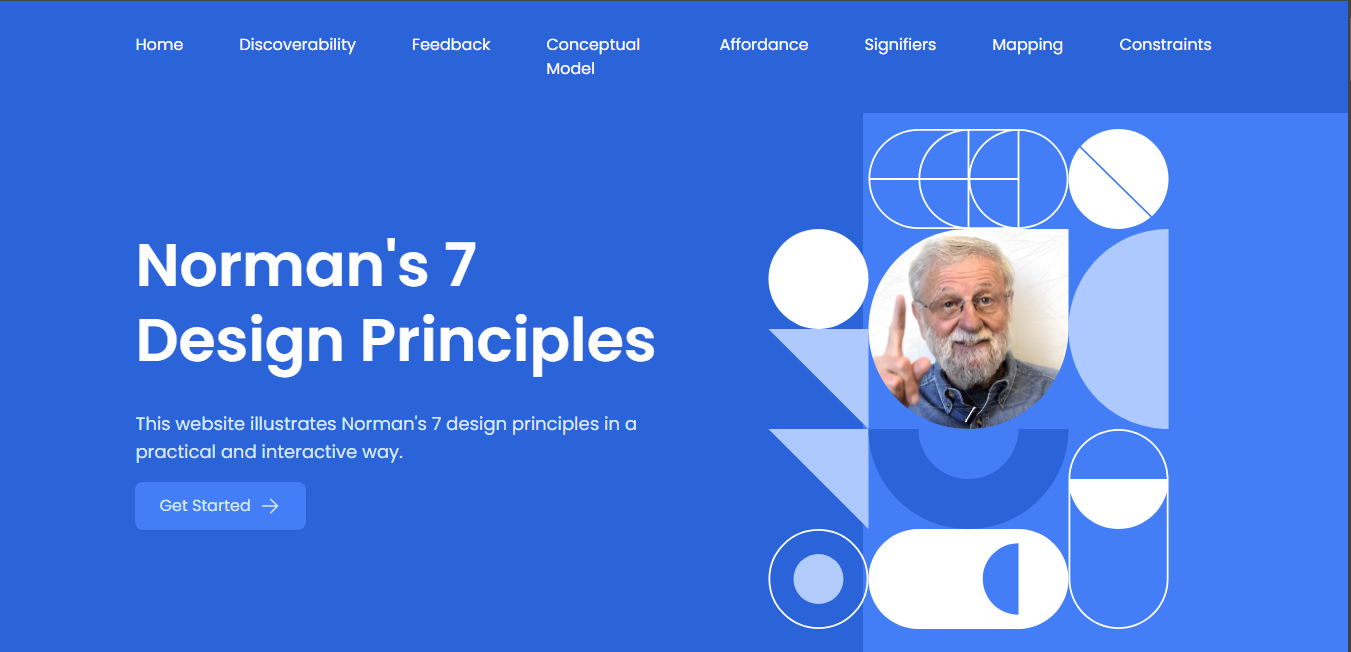 Home Discoverability Feedback Conceptual Model Affordance Signifiers Mapping Constraints
Norman's 7
Design Principles
This website illustrates Norman's 7 design principles in a
practical and interactive way.
Get Started